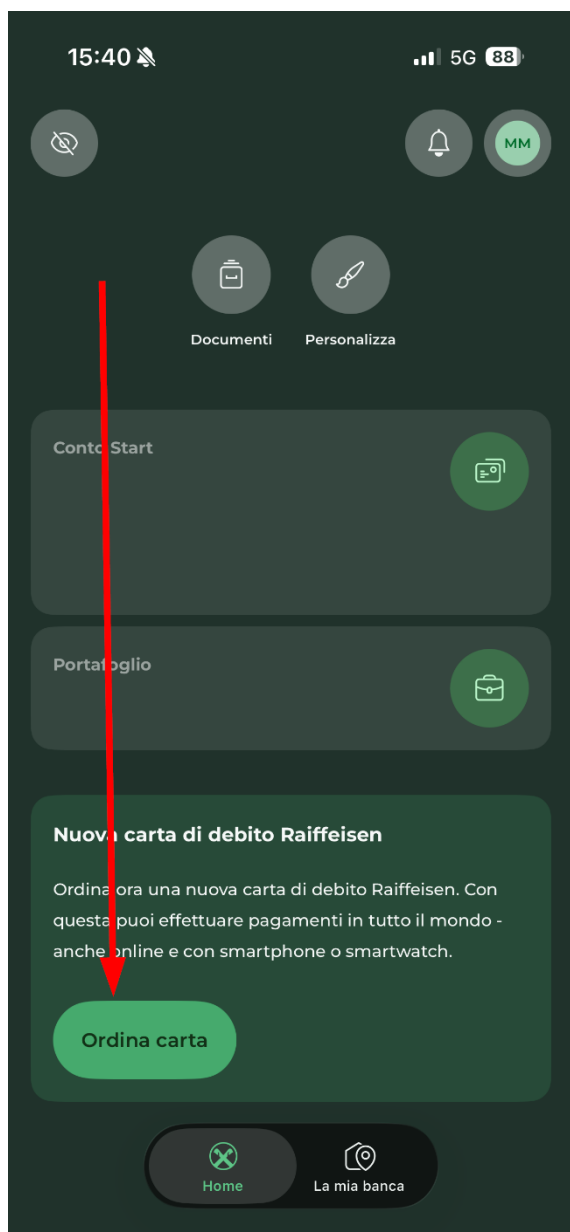 15:40
5G 88
MM
Documenti Personalizza
Conto Start
Portafoglio
Nuova carta di debito Raiffeisen
Ordina ora una nuova carta di debito Raiffeisen. Con
questa puoi effettuare pagamenti in tutto il mondo -
anche online e con smartphone o smartwatch.
Ordina carta
Home La mia banca